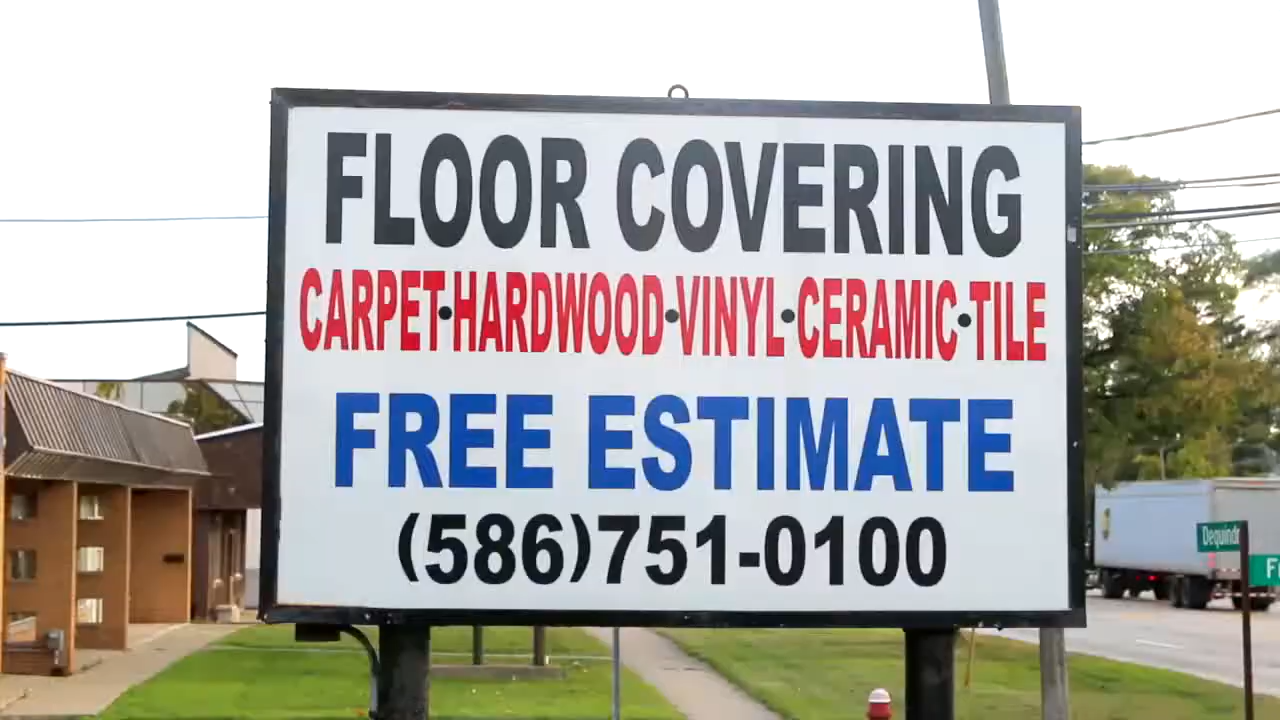 FLOOR COVERING
CARPET•HARDWOOD•VINYL•CERAMIC•TILE
FREE ESTIMATE
(586)751-0100